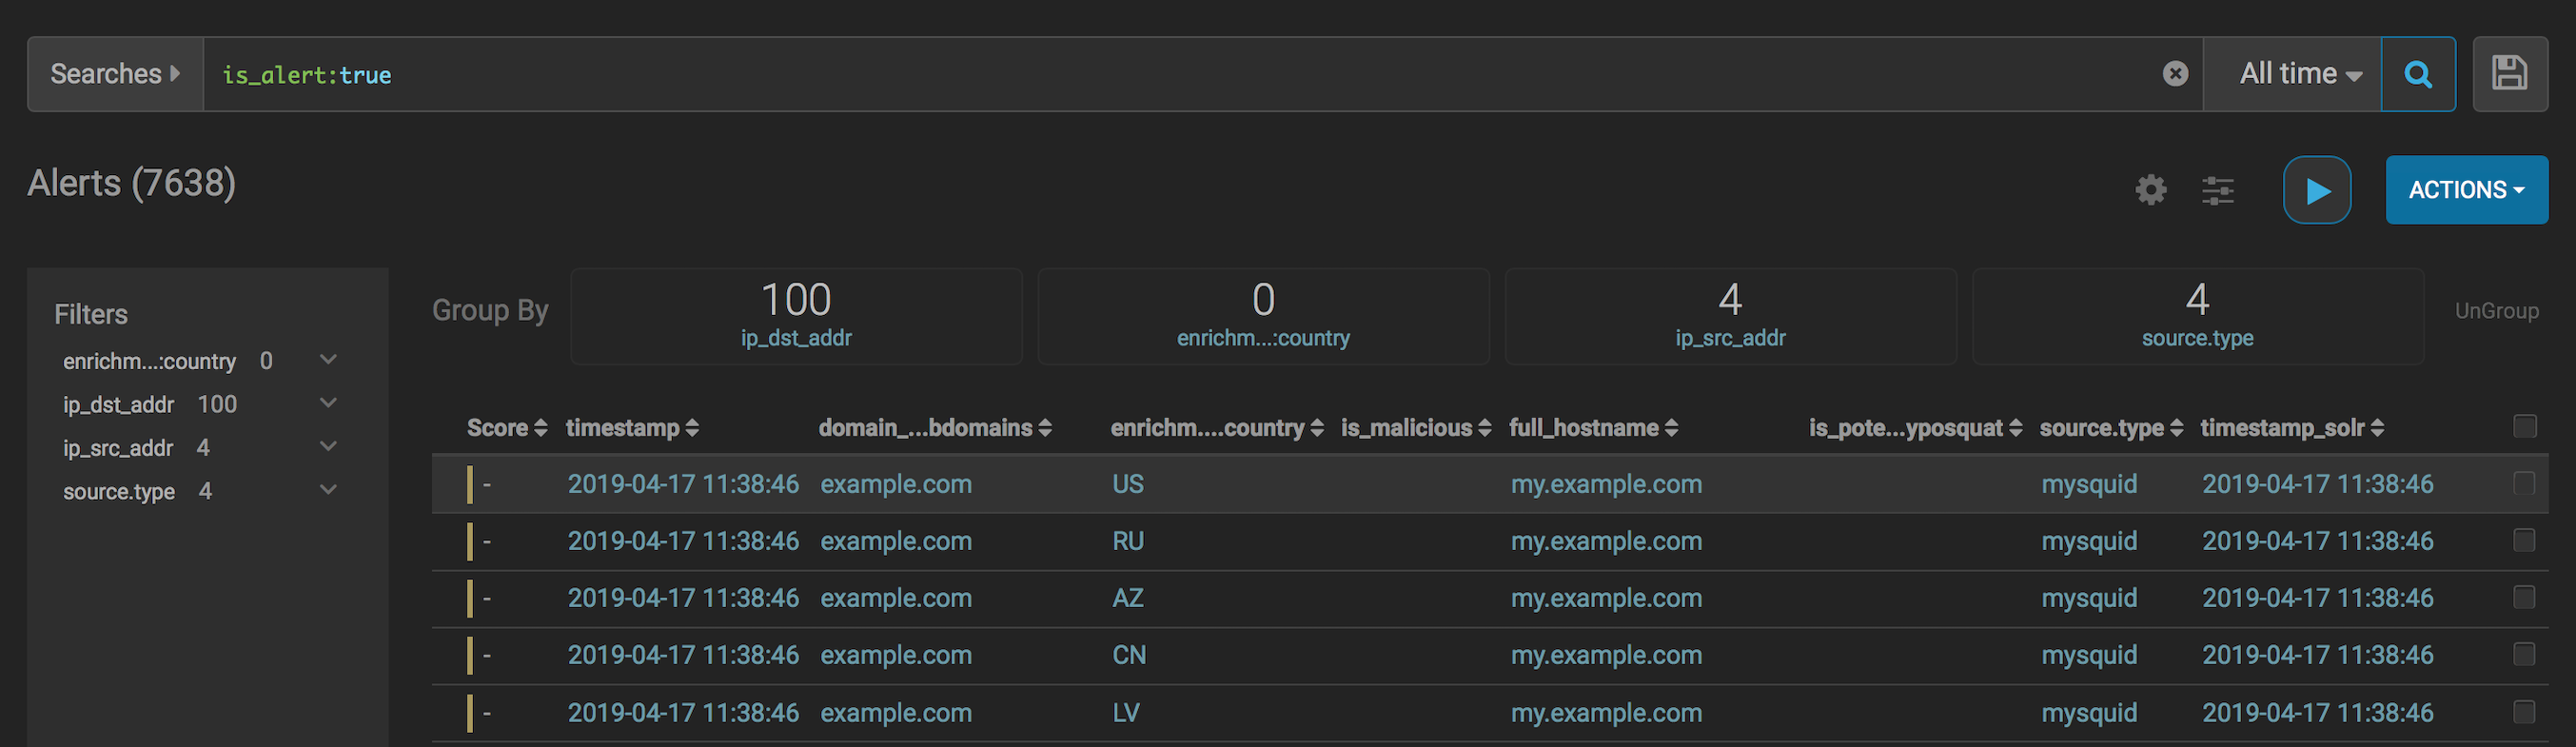 Searches is_alert:true All time
Alerts (7638) ACTIONS
Filters
enrichm...:country 0
ip_dst_addr 100
ip_src_addr 4
source.type 4
Group By
100
ip_dst_addr
0
enrichm...:country
4
ip_src_addr
4
source.type
UnGroup
Score timestamp domain_...bdomains enrichm....country is_malicious full_hostname is_pote...yposquat source.type timestamp_solr
- 2019-04-17 11:38:46 example.com US my.example.com mysquid 2019-04-17 11:38:46
- 2019-04-17 11:38:46 example.com RU my.example.com mysquid 2019-04-17 11:38:46
- 2019-04-17 11:38:46 example.com AZ my.example.com mysquid 2019-04-17 11:38:46
- 2019-04-17 11:38:46 example.com CN my.example.com mysquid 2019-04-17 11:38:46
- 2019-04-17 11:38:46 example.com LV my.example.com mysquid 2019-04-17 11:38:46